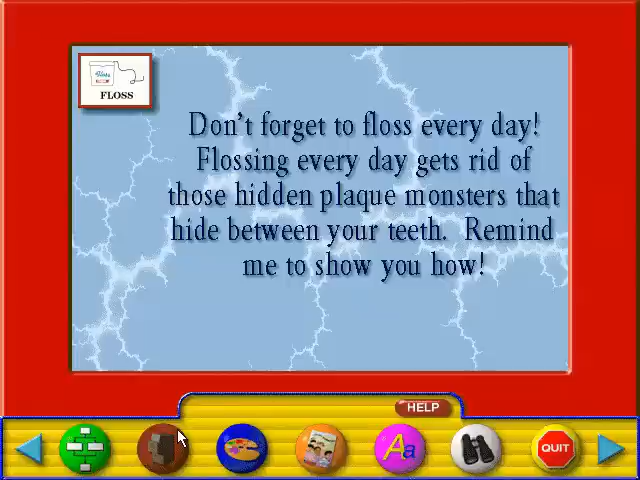 FLOSS
Don't forget to floss every day!
Flossing every day gets rid of
those hidden plaque monsters that
hide between your teeth. Remind
me to show you how!
HELP
Aa
QUIT